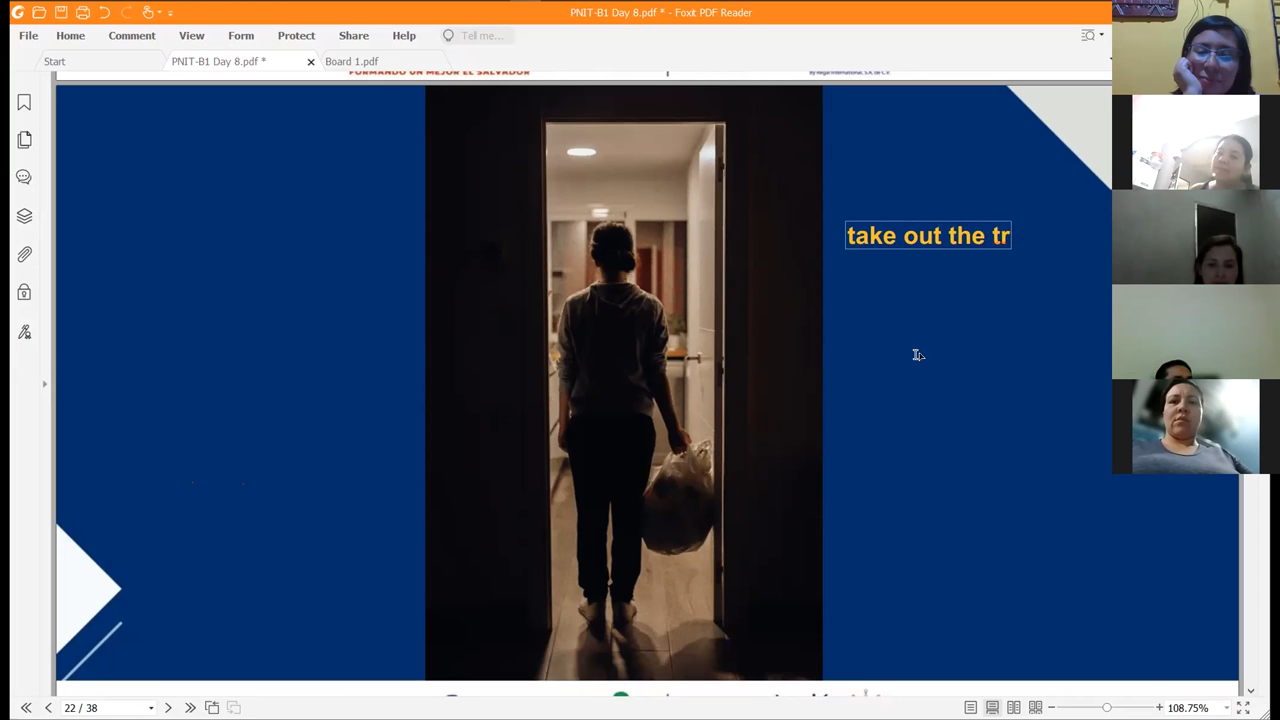 PNIT-B1 Day 8.pdf * - Foxit PDF Reader
File Home Comment View Form Protect Share Help Tell me...
Start PNIT-B1 Day 8.pdf * Board 1.pdf
FORMANDO UN MEJOR EL SALVADOR
take out the tr
22 / 38
108.75%